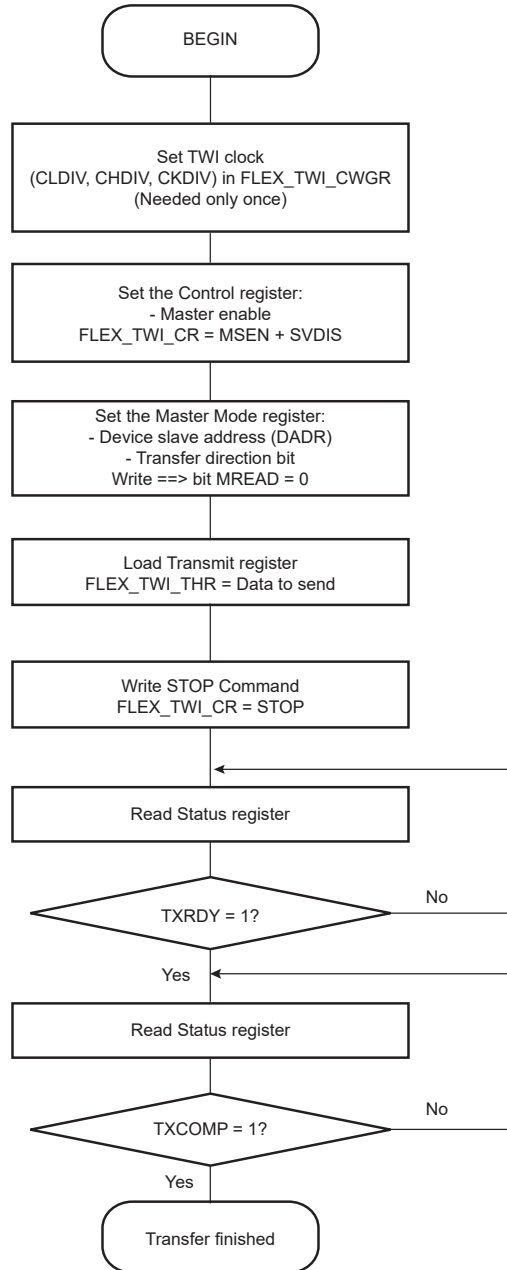 BEGIN
Set TWI clock
(CLDIV, CHDIV, CKDIV) in FLEX_TWI_CWGR
(Needed only once)
Set the Control register:
- Master enable
FLEX_TWI_CR = MSEN + SVDIS
Set the Master Mode register:
- Device slave address (DADR)
- Transfer direction bit
Write ==> bit MREAD = 0
Load Transmit register
FLEX_TWI_THR = Data to send
Write STOP Command
FLEX_TWI_CR = STOP
Read Status register
TXRDY = 1?
No
Yes
Read Status register
TXCOMP = 1?
No
Yes
Transfer finished